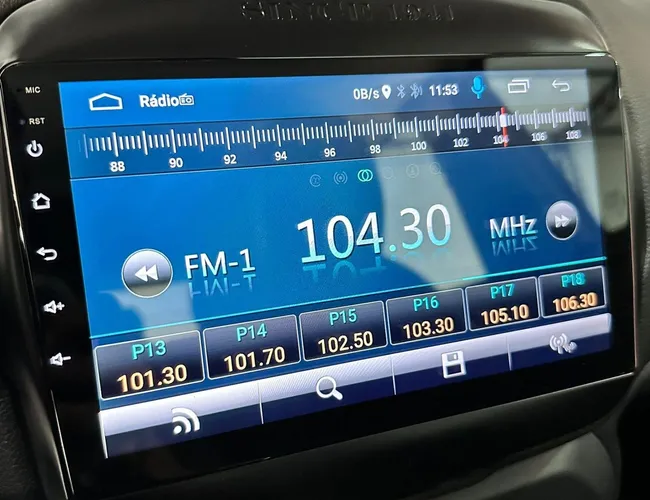 SINCE 1941
MIC
Rádio
0B/s
11:53
RST
88 90 92 94 96 98 100 102 104 106 108
FM-1 104.30 MHz
P13 P14 P15 P16 P17 P18
101.30 101.70 102.50 103.30 105.10 106.30